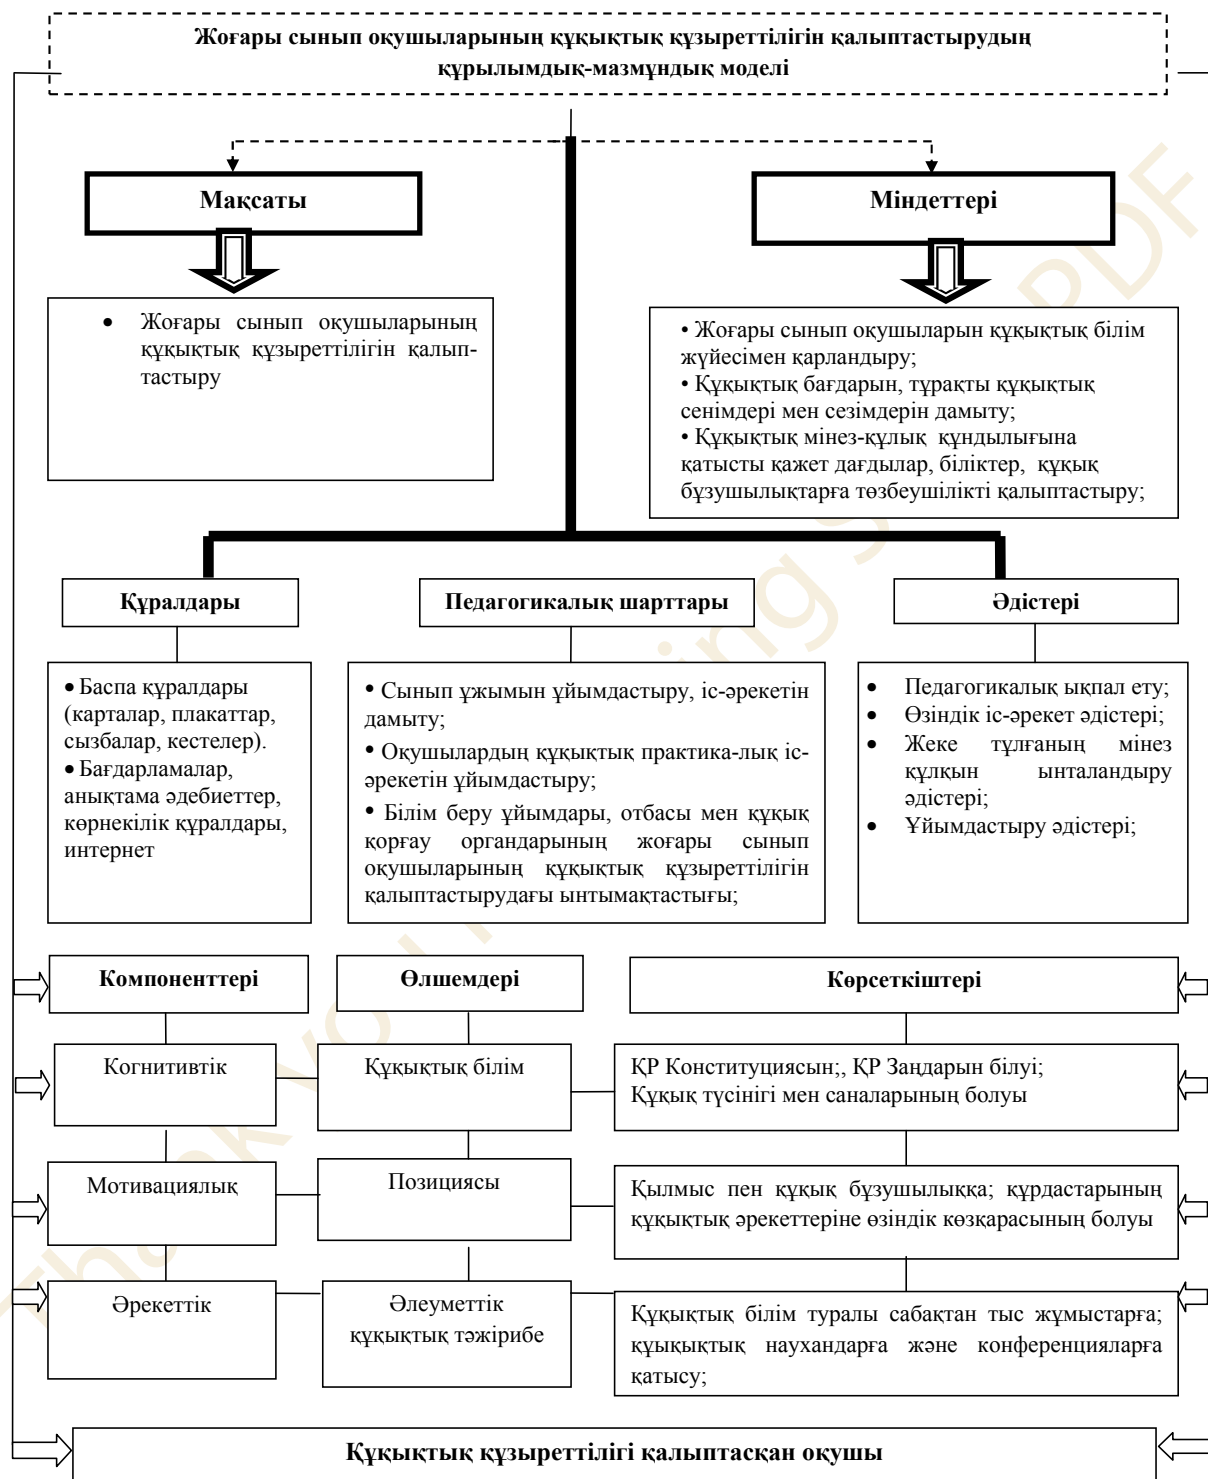 Жоғары сынып оқушыларының құқықтық құзыреттілігін қалыптастырудың
құрылымдық-мазмұндық моделі
Мақсаты
Міндеттері
• Жоғары сынып оқушыларының
құқықтық құзыреттілігін қалып-
тастыру
• Жоғары сынып оқушыларын құқықтық білім
жүйесімен қарландыру;
• Құқықтық бағдарын, тұрақты құқықтық
сенімдері мен сезімдерін дамыту;
• Құқықтық мінез-құлық құндылығына
қатысты қажет дағдылар, біліктер, құқық
бұзушылықтарға төзбеушілікті қалыптастыру;
Құралдары
Педагогикалық шарттары
Әдістері
• Баспа құралдары
(карталар, плакаттар,
сызбалар, кестелер).
• Бағдарламалар,
анықтама әдебиеттер,
көрнекілік құралдары,
интернет
• Сынып ұжымын ұйымдастыру, іс-әрекетін
дамыту;
• Оқушылардың құқықтық практика-лық іс-
әрекетін ұйымдастыру;
• Білім беру ұйымдары, отбасы мен құқық
қорғау органдарының жоғары сынып
оқушыларының құқықтық құзыреттілігін
қалыптастырудағы ынтымақтастығы;
• Педагогикалық ықпал ету;
• Өзіндік іс-әрекет әдістері;
• Жеке тұлғаның мінез
құлқын ынталандыру
әдістері;
• Ұйымдастыру әдістері;
Компоненттері
Өлшемдері
Көрсеткіштері
Когнитивтік
Құқықтық білім
ҚР Конституциясын;, ҚР Заңдарын білуі;
Құқық түсінігі мен саналарының болуы
Мотивациялық
Позициясы
Қылмыс пен құқық бұзушылыққа; құрдастарының
құқықтық әрекеттеріне өзіндік көзқарасының болуы
Әрекеттік
Әлеуметтік
құқықтық тәжірибе
Құқықтық білім туралы сабақтан тыс жұмыстарға;
құықықтық наухандарға және конференцияларға
қатысу;
Құқықтық құзыреттілігі қалыптасқан оқушы